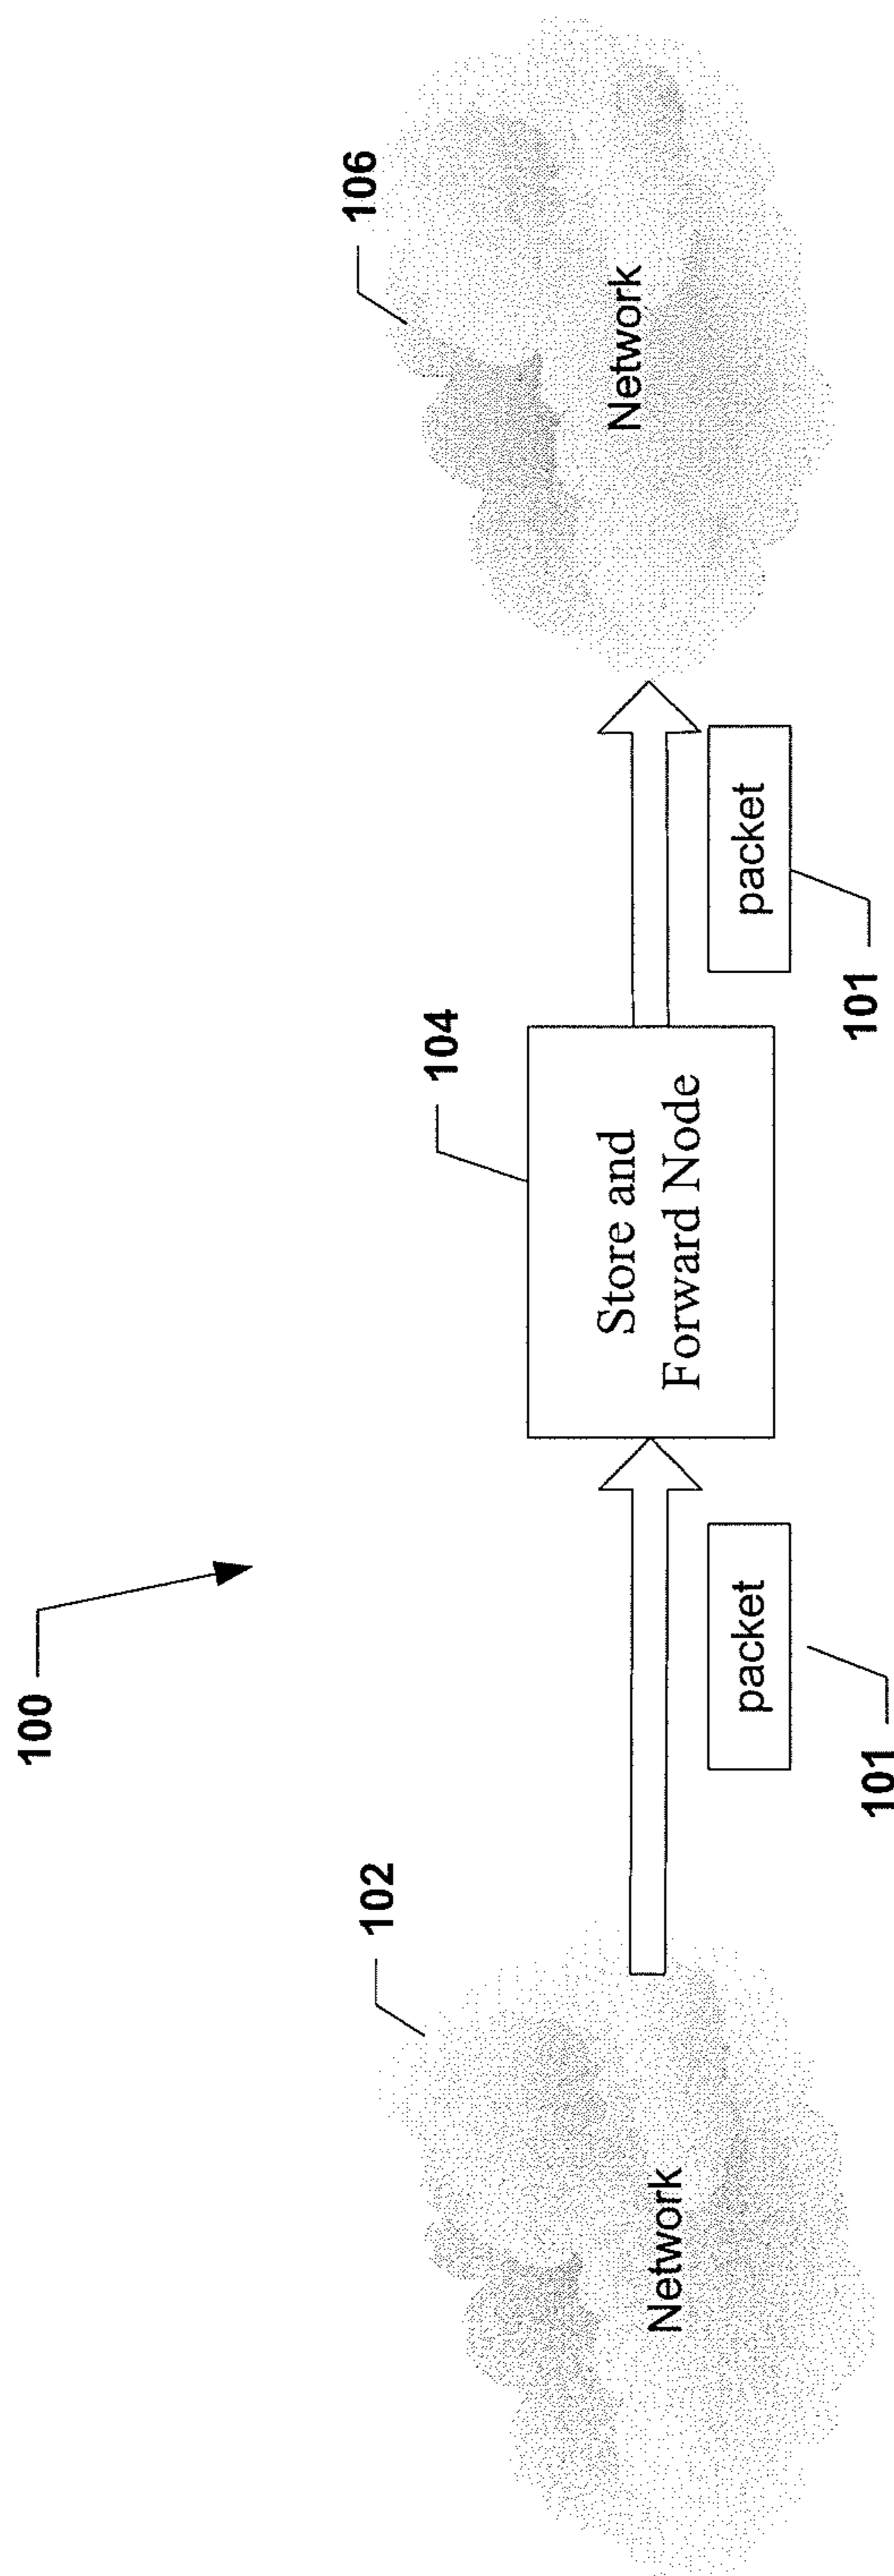 100
102
104
106
Network
Store and
Forward Node
Network
packet
packet
101
101